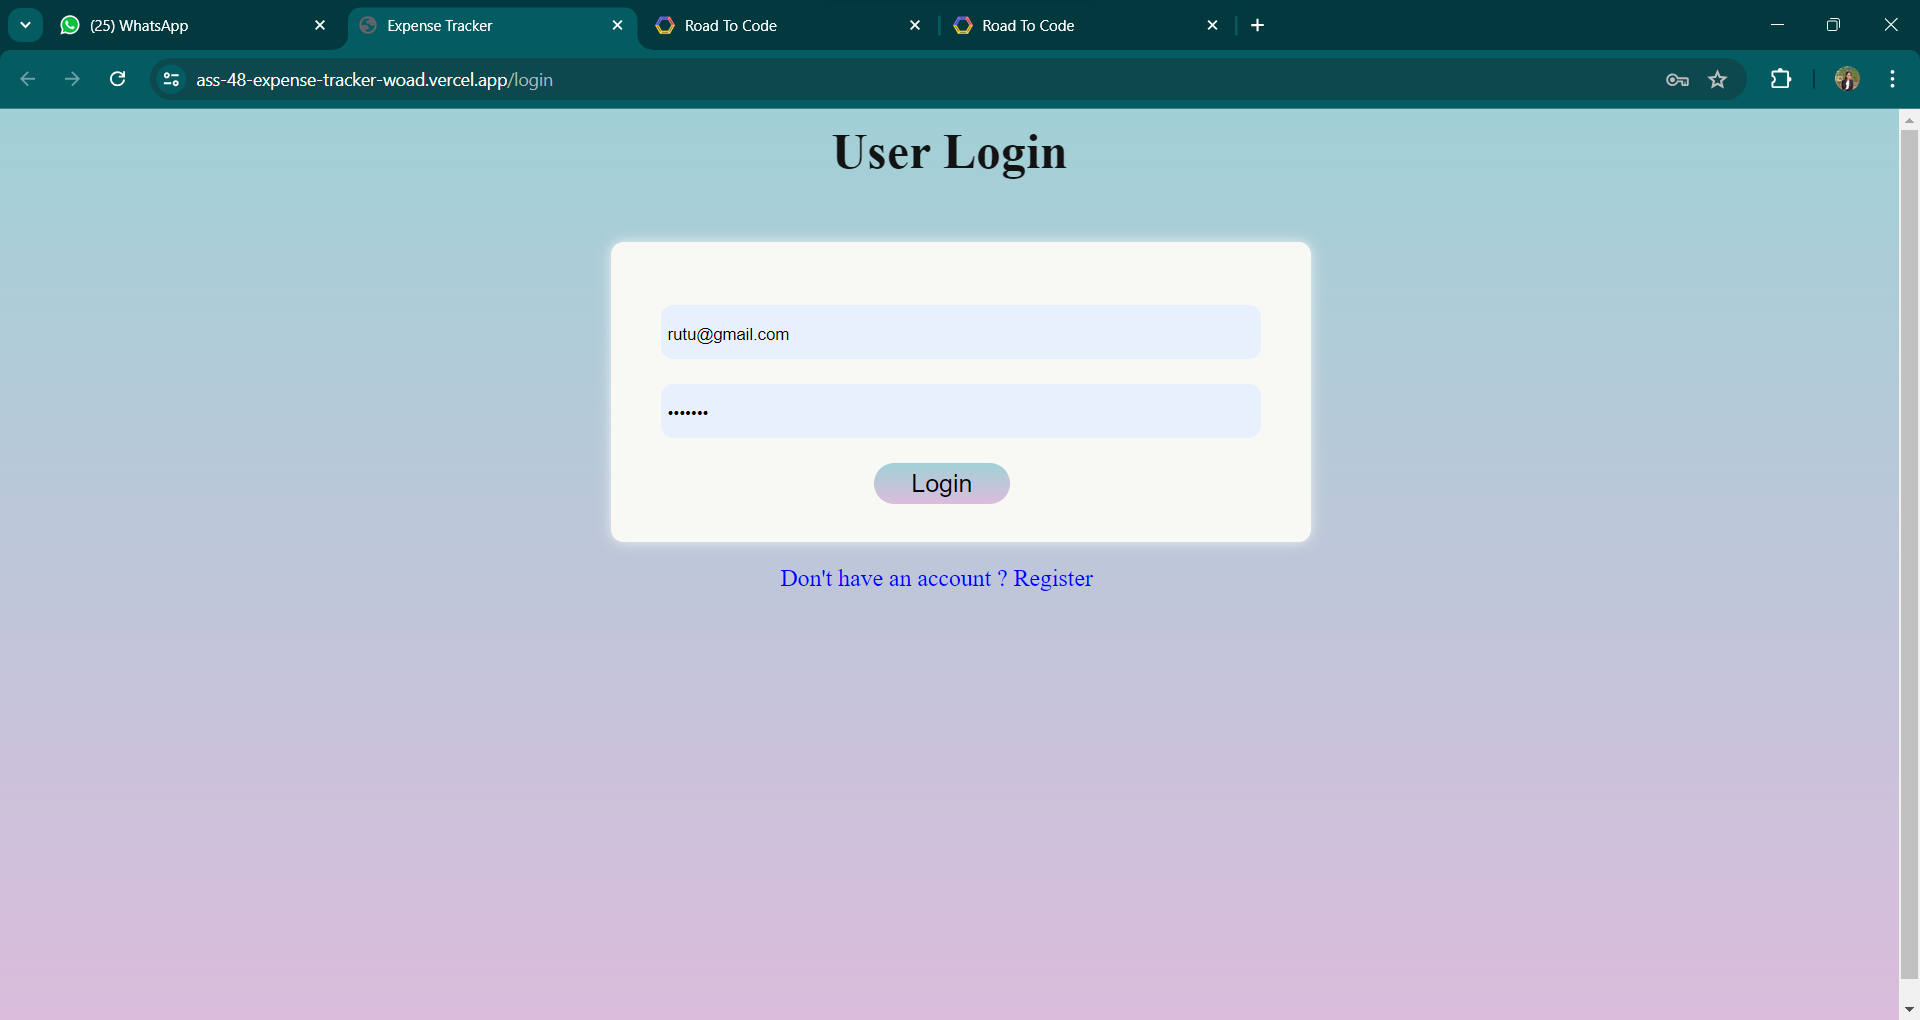 (25) WhatsApp
Expense Tracker
Road To Code
Road To Code
ass-48-expense-tracker-woad.vercel.app/login
User Login
rutu@gmail.com
•••••••
Login
Don't have an account ? Register